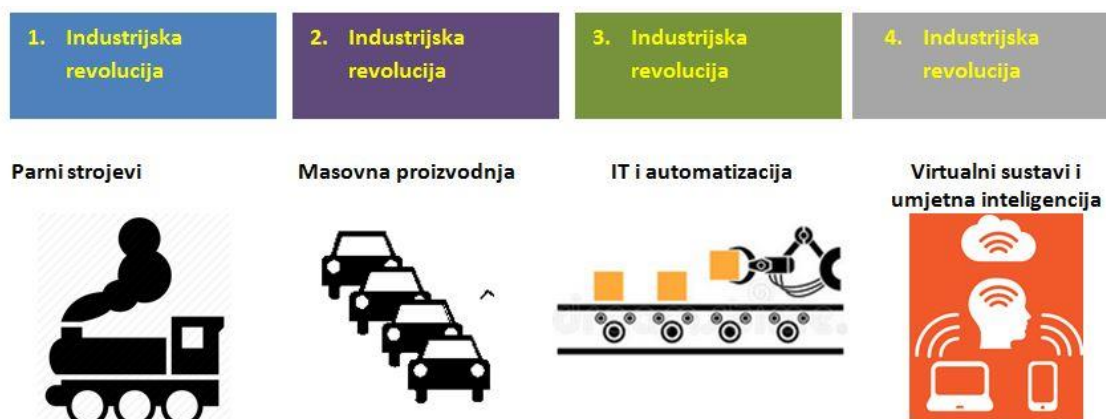 1. Industrijska
revolucija
2. Industrijska
revolucija
3. Industrijska
revolucija
4. Industrijska
revolucija
Parni strojevi
Masovna proizvodnja
IT i automatizacija
Virtualni sustavi i
umjetna inteligencija